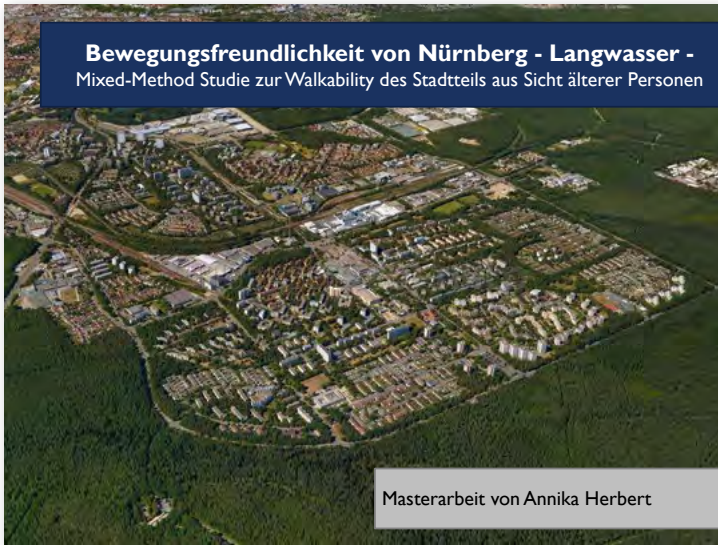 Bewegungsfreundlichkeit von Nürnberg - Langwasser -
Mixed-Method Studie zur Walkability des Stadtteils aus Sicht älterer Personen
Masterarbeit von Annika Herbert